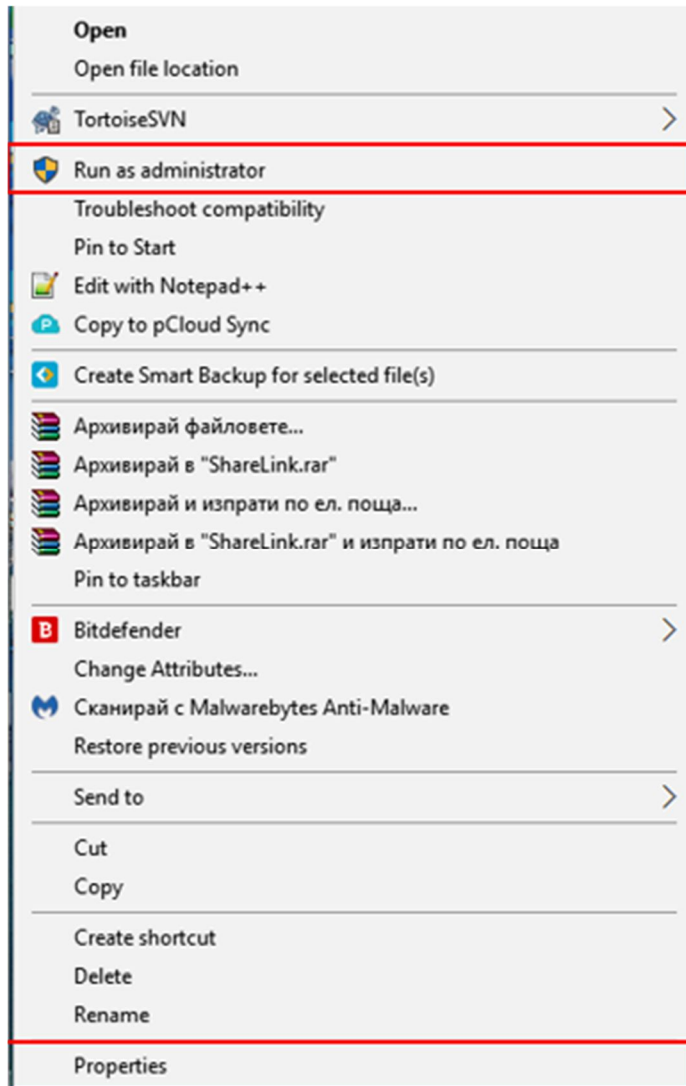 Open
Open file location
TortoiseSVN
Run as administrator
Troubleshoot compatibility
Pin to Start
Edit with Notepad++
Copy to pCloud Sync
Create Smart Backup for selected file(s)
Архивирай файловете...
Архивирай в "ShareLink.rar"
Архивирай и изпрати по ел. поща...
Архивирай в "ShareLink.rar" и изпрати по ел. поща
Pin to taskbar
Bitdefender
Change Attributes...
Сканирай с Malwarebytes Anti-Malware
Restore previous versions
Send to
Cut
Copy
Create shortcut
Delete
Rename
Properties